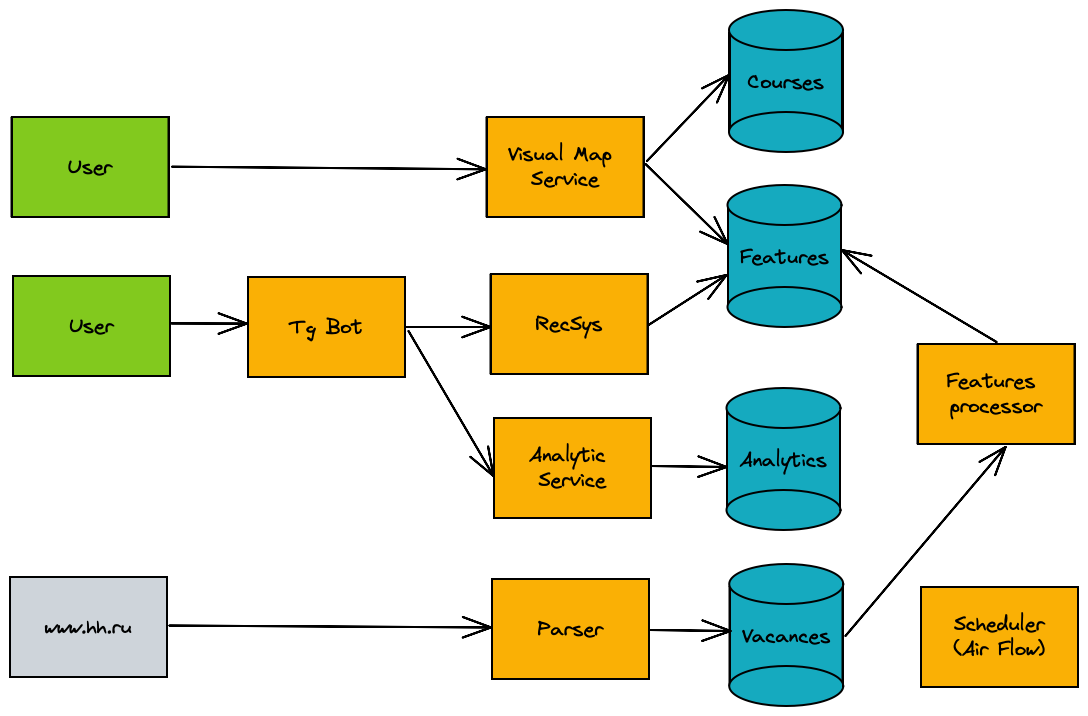 Courses
User
Visual Map
Service
Features
User
Tg Bot
RecSys
Features
processor
Analytic
Service
Analytics
www.hh.ru
Parser
Vacances
Scheduler
(Air Flow)